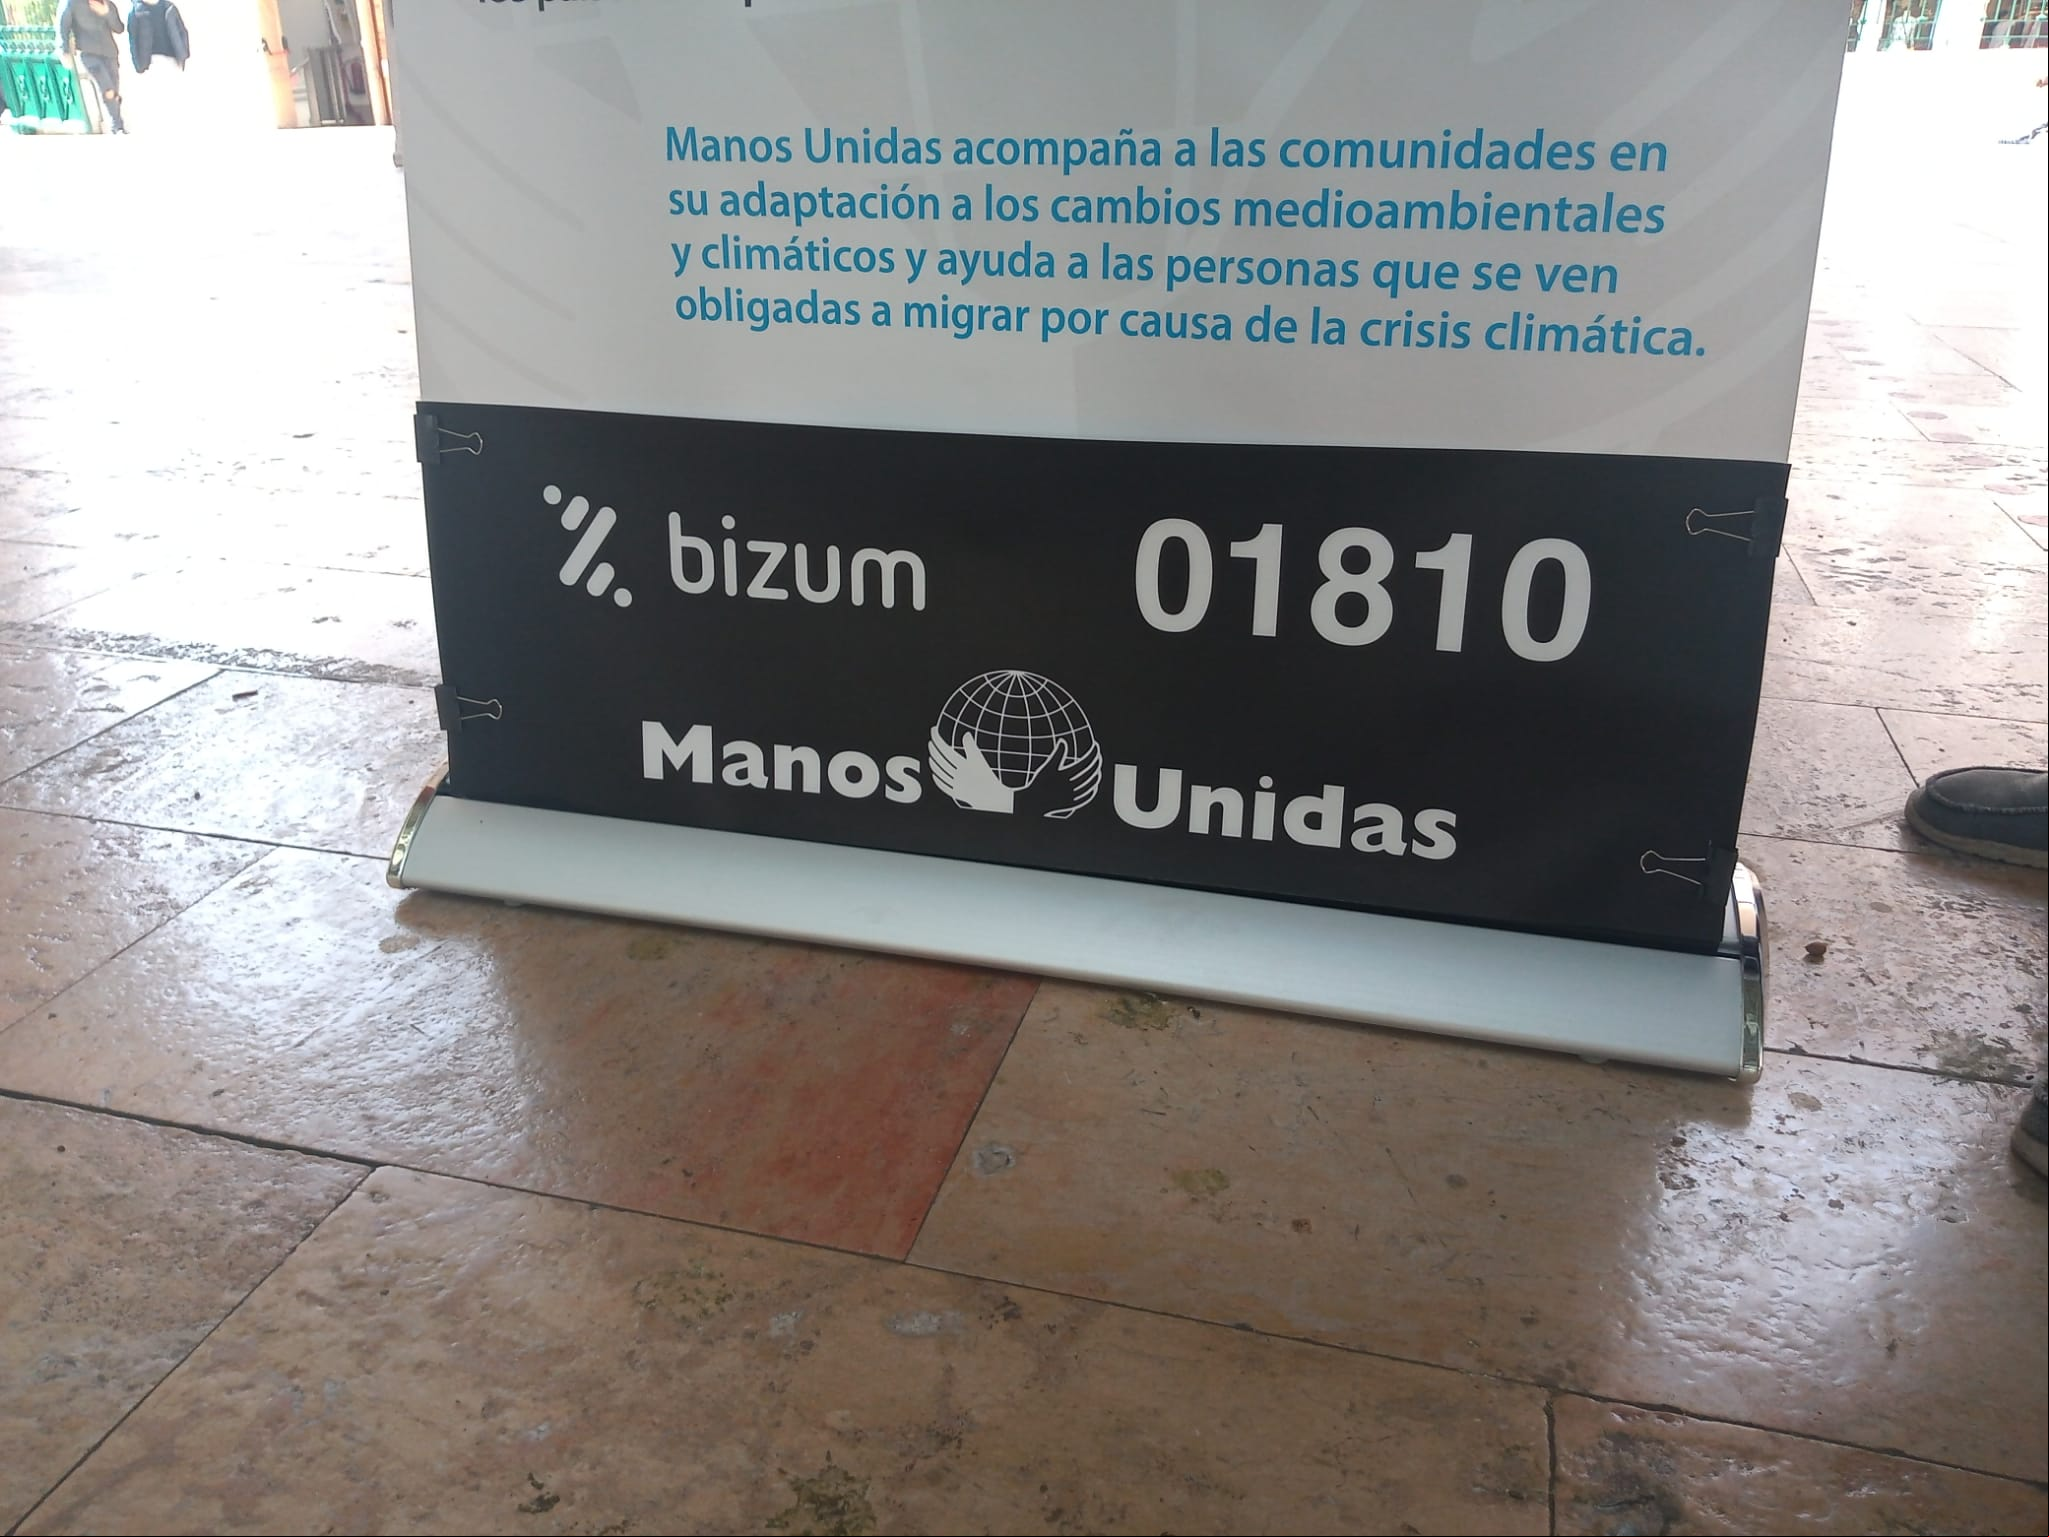 Manos Unidas acompaña a las comunidades en
su adaptación a los cambios medioambientales
y climáticos y ayuda a las personas que se ven
obligadas a migrar por causa de la crisis climática.
bizum 01810
Manos Unidas